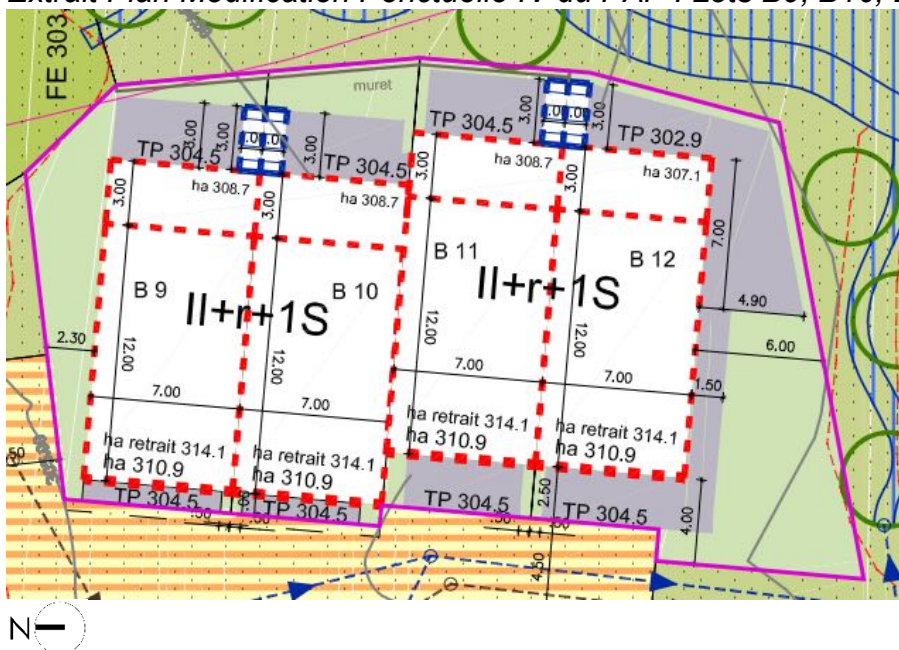 FE 303
muret
3.00
3.00
3.00
3.00
3.00
TP 304.5
TP 304.5
TP 304.5
TP 302.9
ha 308.7
ha 308.7
ha 308.7
ha 307.1
3.00
3.00
3.00
3.00
7.00
B 9
B 10
B 11
B 12
II+r+1S
II+r+1S
4.90
2.30
12.00
12.00
12.00
12.00
6.00
7.00
7.00
7.00
7.00
1.50
ha retrait 314.1
ha 310.9
ha retrait 314.1
ha 310.9
ha retrait 314.1
ha 310.9
ha retrait 314.1
ha 310.9
TP 304.5
TP 304.5
TP 304.5
TP 304.5
2.50
4.00
4.50
N